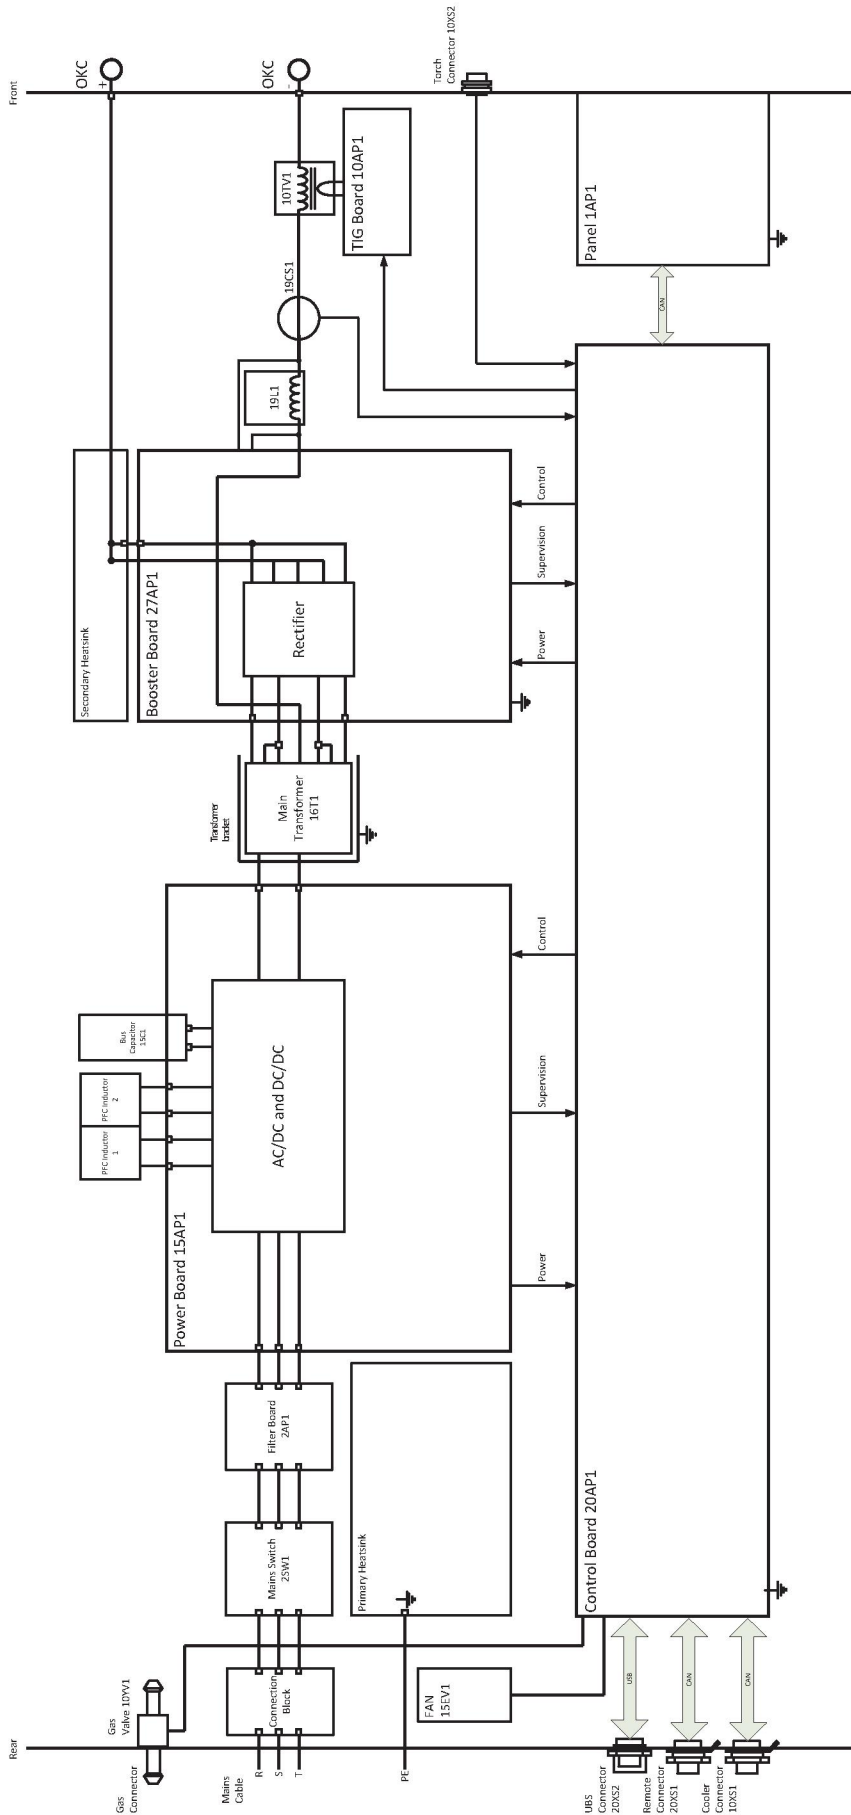 Rear
Front
Gas
Connector
Gas
Valve 10YV1
Mains
Cable
R
S
T
PE
Connection
Block
Mains Switch
2SW1
Filter Board
2AP1
Primary Heatsink
FAN
15EV1
UBS
Connector
20XS2
Remote
Connector
20XS1
Cooler
Connector
10XS1
USB
CAN
CAN
Power Board 15AP1
PFC Inductor
1
PFC Inductor
2
Bus
Capacitor
15C1
AC/DC and DC/DC
Power
Supervision
Control
Transformer
bracket
Main
Transformer
16T1
Secondary Heatsink
Booster Board 27AP1
Rectifier
Power
Supervision
Control
19L1
19CS1
10TV1
TIG Board 10AP1
OKC
+
OKC
-
Torch
Connector 10XS2
Control Board 20AP1
CAN
Panel 1AP1